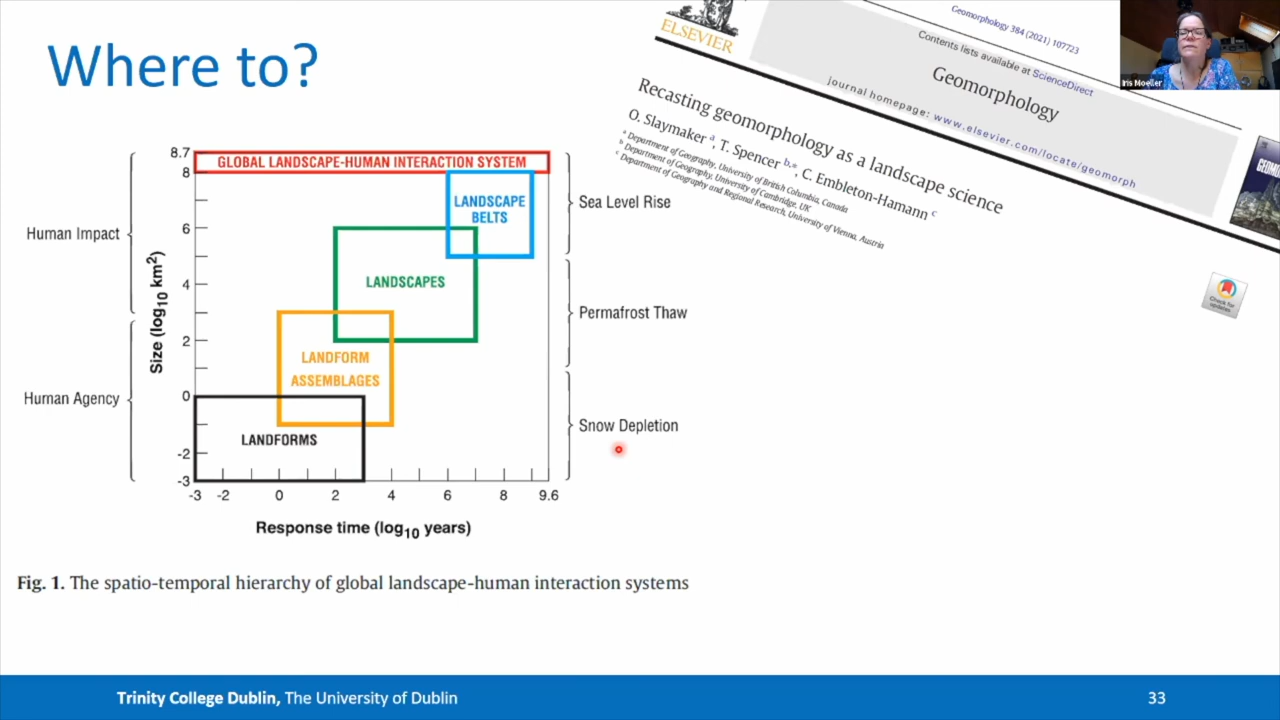 Where to?
ELSEVIER
Geomorphology 384 (2021) 107723
Contents lists available at ScienceDirect
Geomorphology
journal homepage: www.elsevier.com/locate/geomorph
Iris Moeller
Recasting geomorphology as a landscape science
O. Slaymaker a, T. Spencer b,*, C. Embleton-Hamann c
a Department of Geography, University of British Columbia, Canada
b Department of Geography, University of Cambridge, UK
c Department of Geography and Regional Research, University of Vienna, Austria
Check for
updates
8.7
GLOBAL LANDSCAPE-HUMAN INTERACTION SYSTEM
8
LANDSCAPE
BELTS
Sea Level Rise
Human Impact
6
Size (log10 km2)
LANDSCAPES
4
Permafrost Thaw
2
LANDFORM
ASSEMBLAGES
0
Human Agency
Snow Depletion
LANDFORMS
-2
-3
-3 -2 0 2 4 6 8 9.6
Response time (log10 years)
Fig. 1. The spatio-temporal hierarchy of global landscape-human interaction systems
Trinity College Dublin, The University of Dublin
33